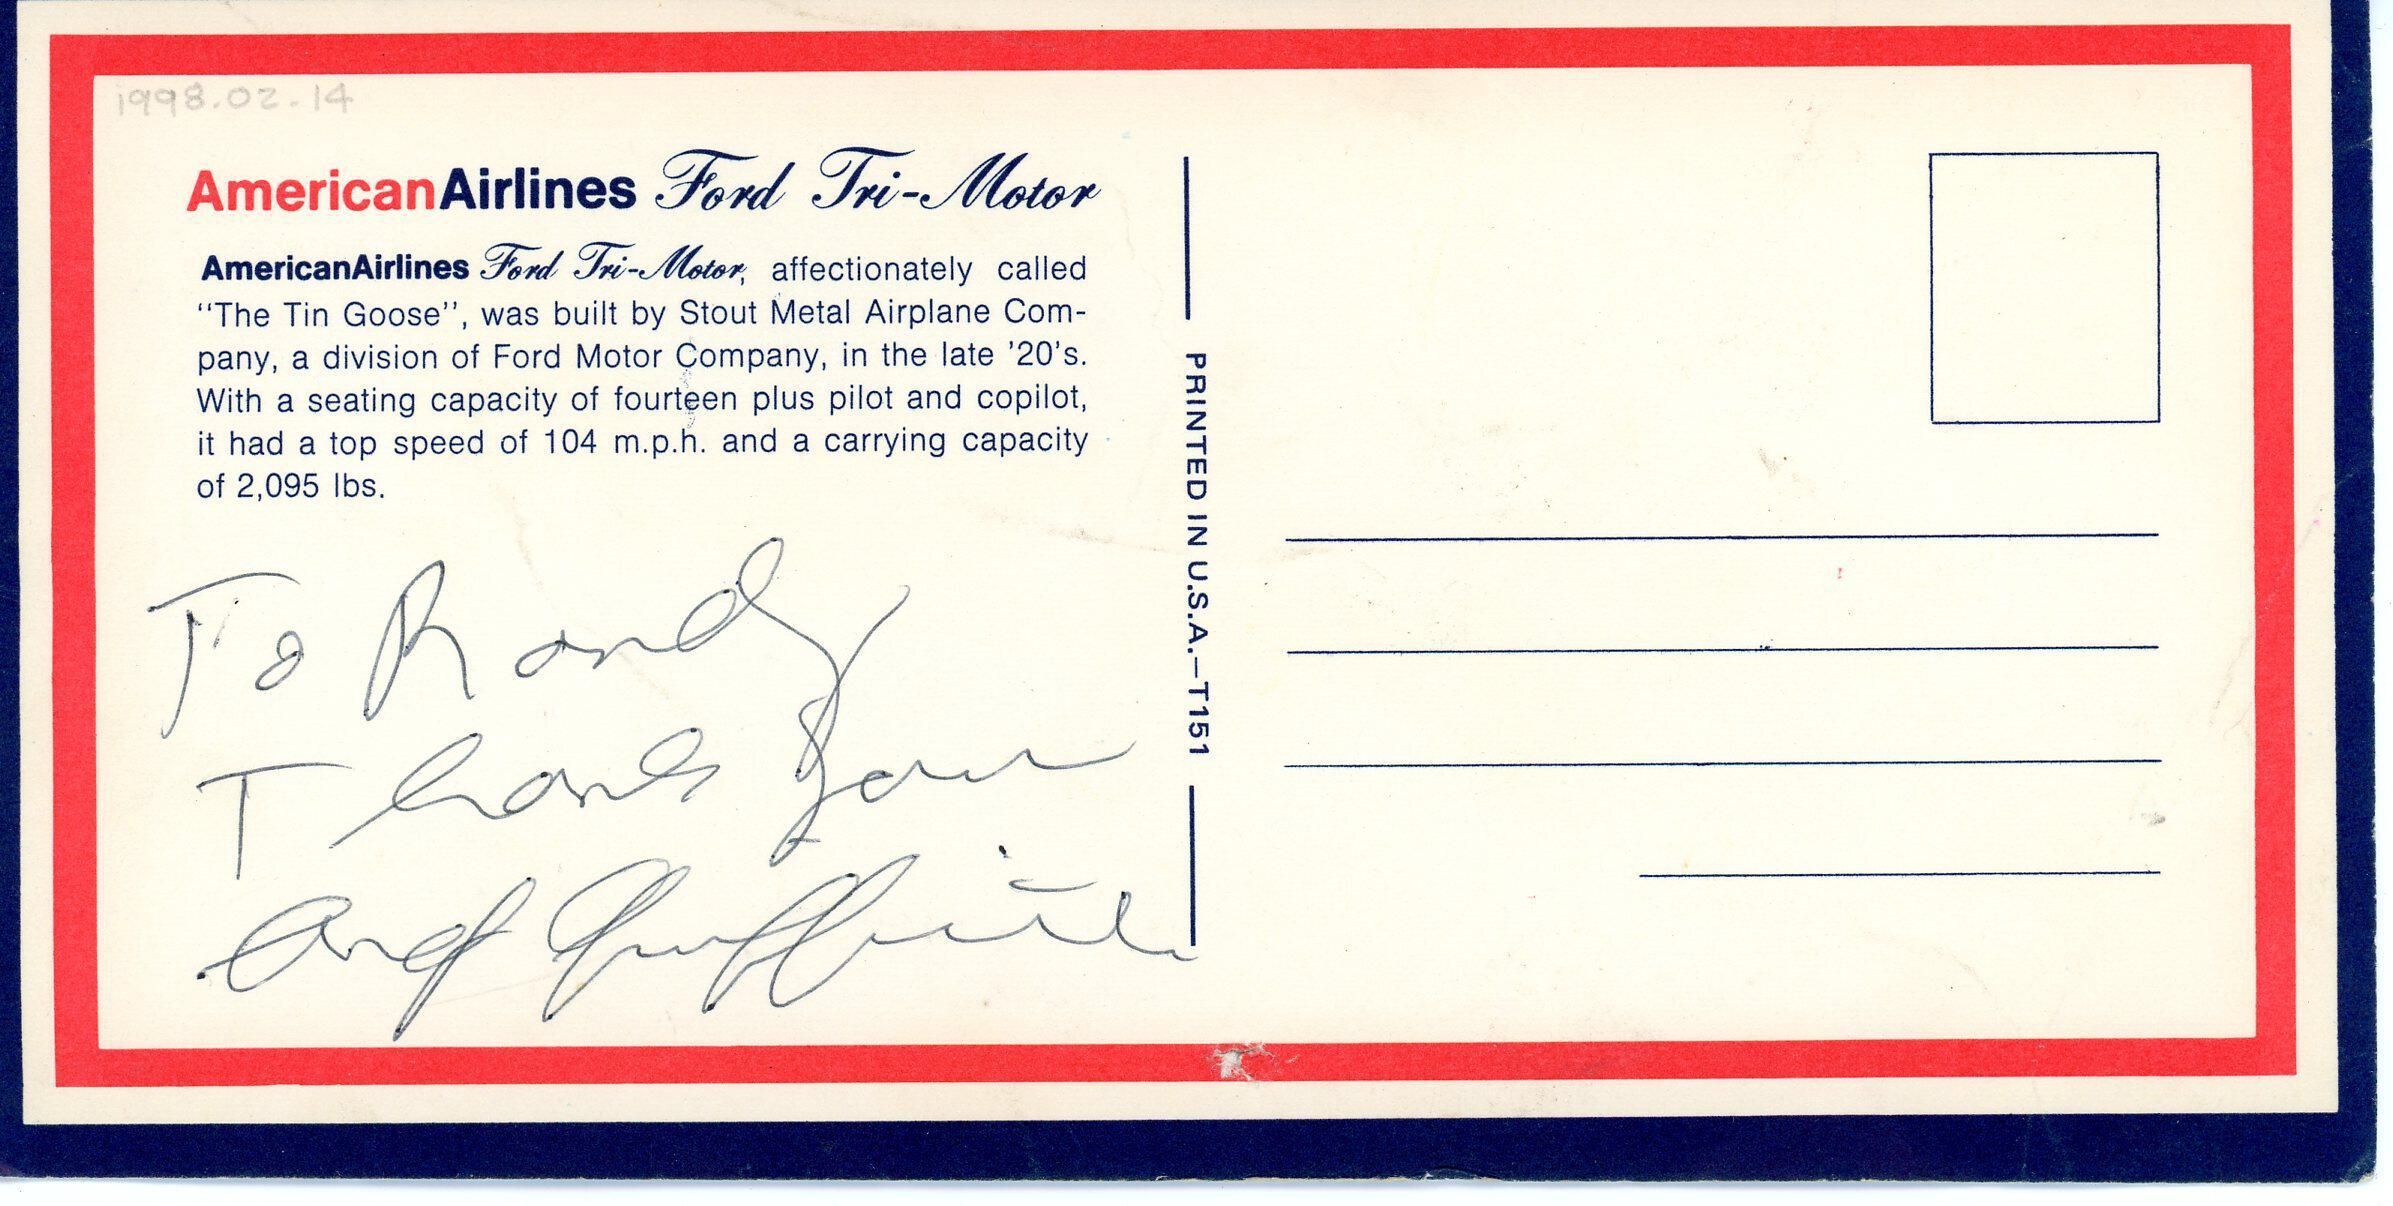 1998.02.14
AmericanAirlines Ford Tri-Motor
AmericanAirlines Ford Tri-Motor, affectionately called
"The Tin Goose", was built by Stout Metal Airplane Com-
pany, a division of Ford Motor Company, in the late '20's.
With a seating capacity of fourteen plus pilot and copilot,
it had a top speed of 104 m.p.h. and a carrying capacity
of 2,095 lbs.
To Randy
Thank You
Andy Griffith
PRINTED IN U.S.A.—T151